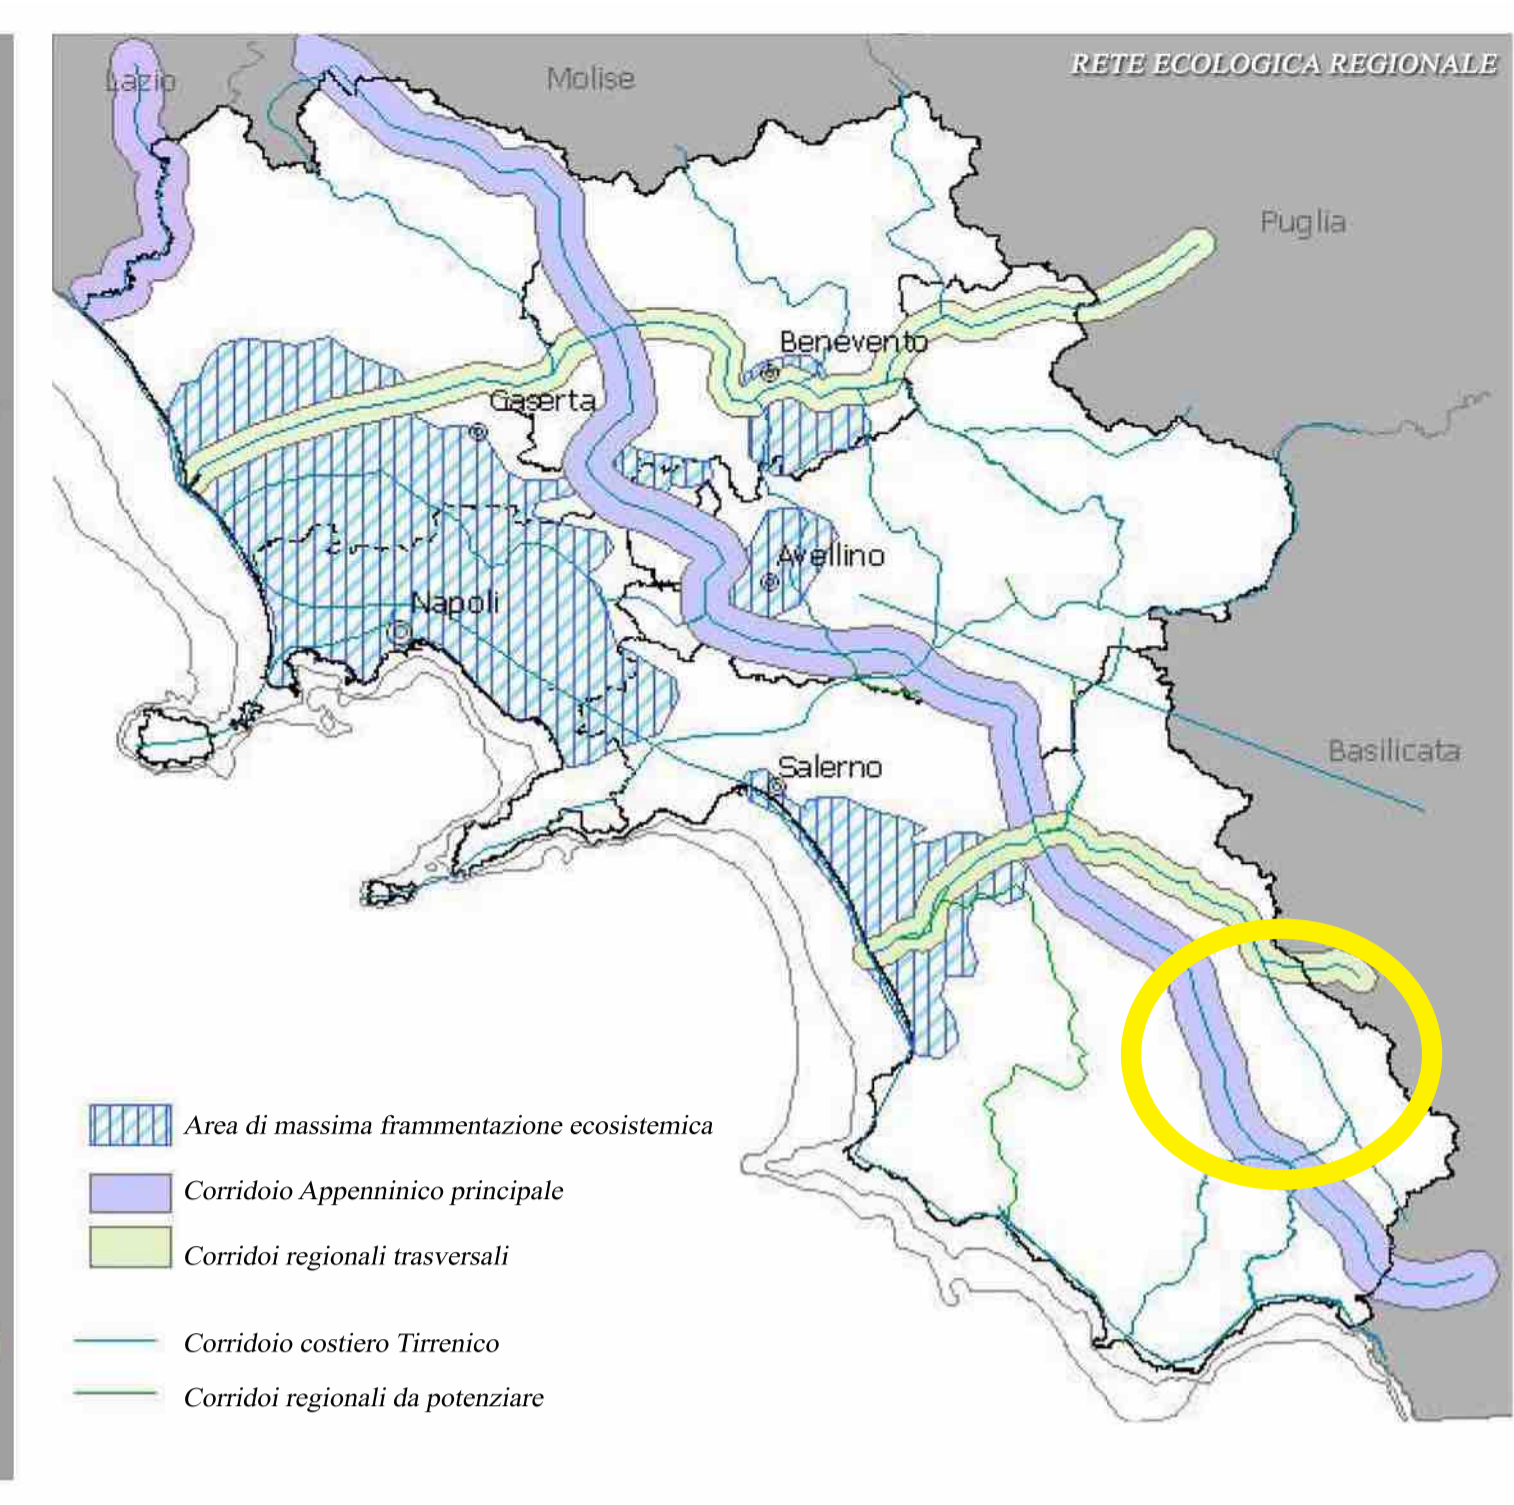 RETE ECOLOGICA REGIONALE
Lazio
Molise
Puglia
Benevento
Caserta
Avellino
Napoli
Basilicata
Salerno
Area di massima frammentazione ecosistemica
Corridoio Appenninico principale
Corridoi regionali trasversali
Corridoio costiero Tirrenico
Corridoi regionali da potenziare